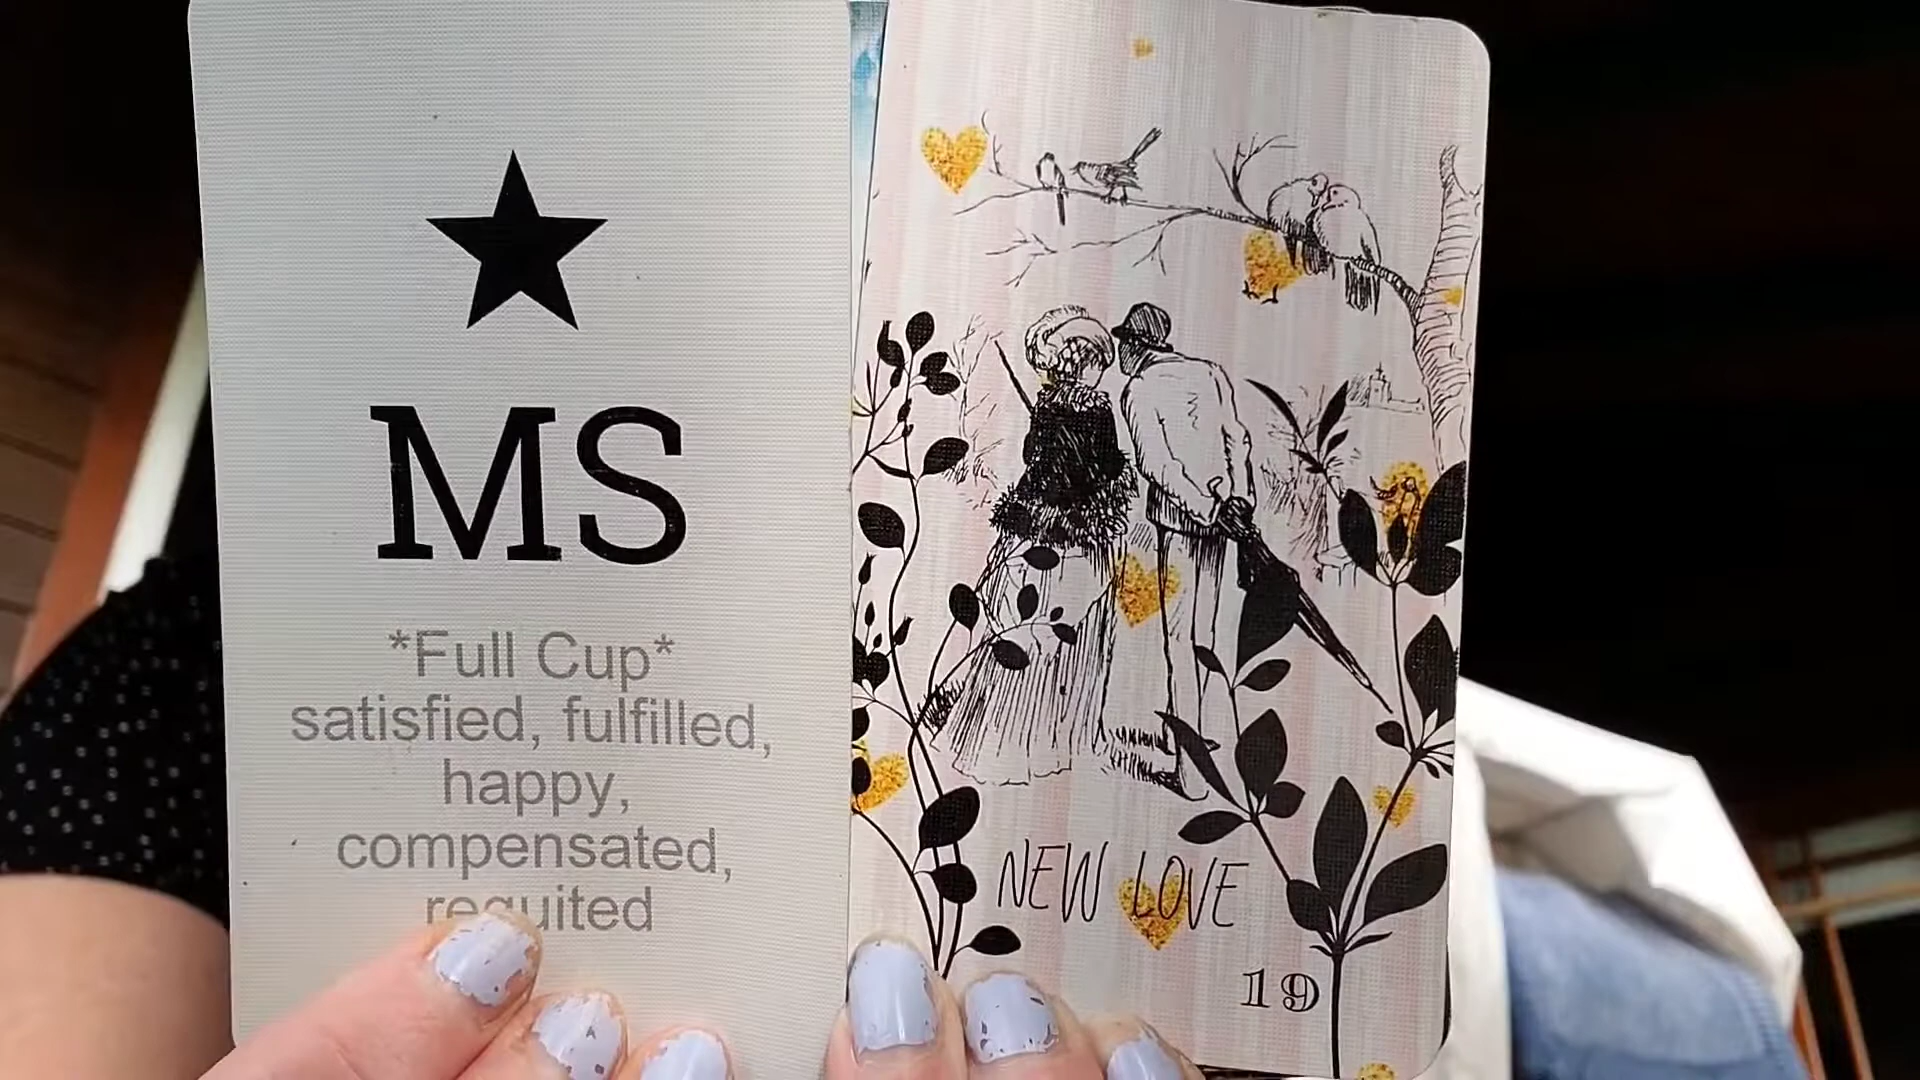 MS
*Full Cup*
satisfied, fulfilled,
happy,
compensated,
requited
NEW LOVE
19